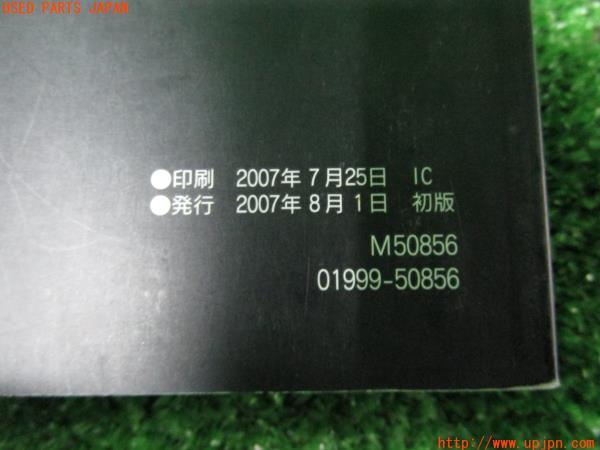 USED PARTS JAPAN
●印刷 2007年7月25日 IC
●発行 2007年8月1日 初版
M50856
01999-50856
http://www.upjpn.com